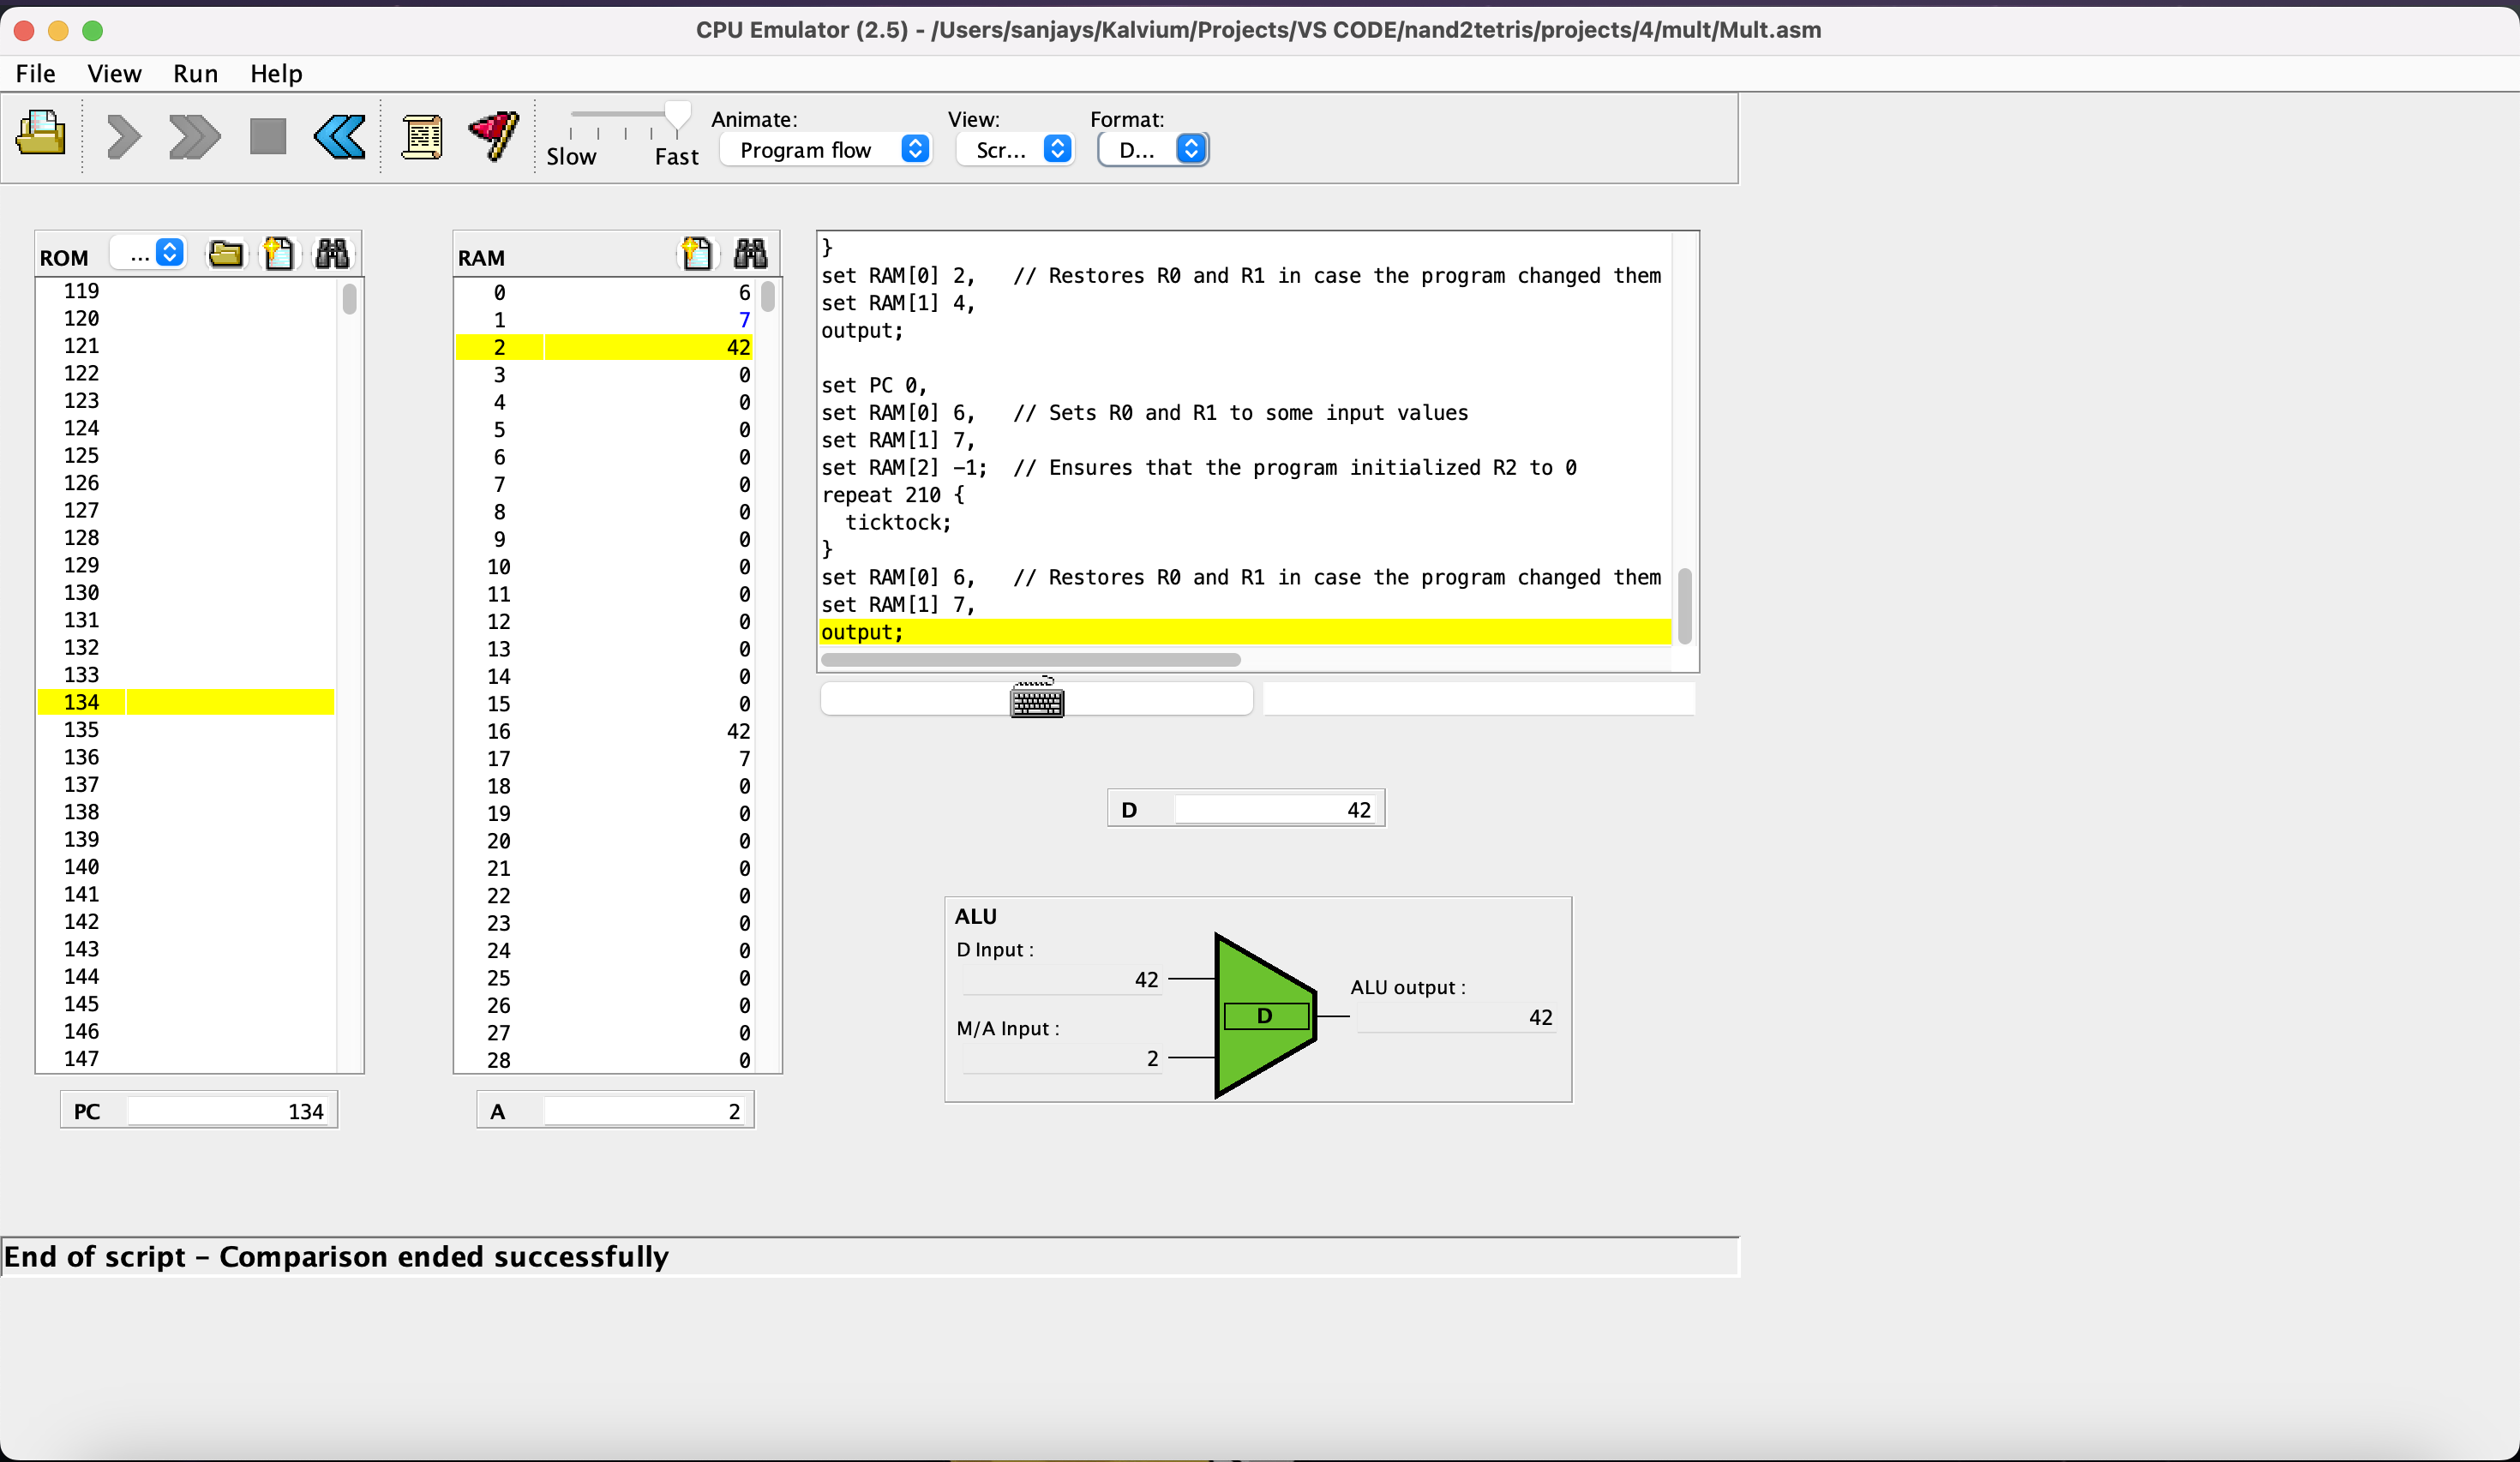 CPU Emulator (2.5) - /Users/sanjays/Kalvium/Projects/VS CODE/nand2tetris/projects/4/mult/Mult.asm
File View Run Help
Slow Fast
Animate:
Program flow
View:
Scr...
Format:
D...
ROM ...
119
120
121
122
123
124
125
126
127
128
129
130
131
132
133
134
135
136
137
138
139
140
141
142
143
144
145
146
147
PC 134
RAM
0 6
1 7
2 42
3 0
4 0
5 0
6 0
7 0
8 0
9 0
10 0
11 0
12 0
13 0
14 0
15 0
16 42
17 7
18 0
19 0
20 0
21 0
22 0
23 0
24 0
25 0
26 0
27 0
28 0
A 2
}
set RAM[0] 2,   // Restores R0 and R1 in case the program changed them
set RAM[1] 4,
output;
set PC 0,
set RAM[0] 6,   // Sets R0 and R1 to some input values
set RAM[1] 7,
set RAM[2] -1;  // Ensures that the program initialized R2 to 0
repeat 210 {
  ticktock;
}
set RAM[0] 6,   // Restores R0 and R1 in case the program changed them
set RAM[1] 7,
output;
D 42
ALU
D Input :
42
M/A Input :
2
D
ALU output :
42
End of script - Comparison ended successfully